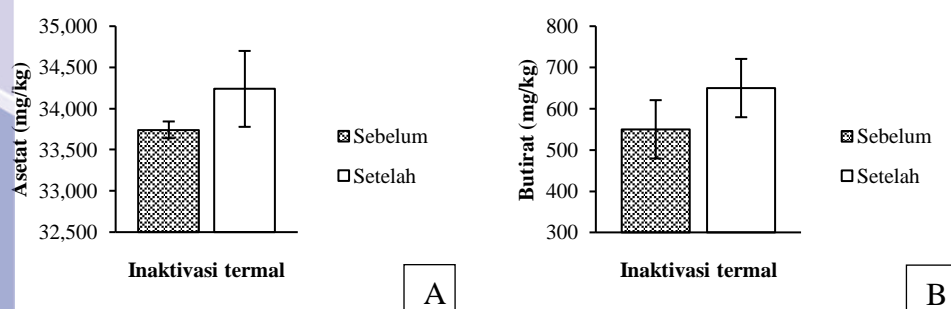 35,000
34,500
34,000
33,500
33,000
32,500
Asetat (mg/kg)
Sebelum
Setelah
Inaktivasi termal
A
800
700
600
500
400
300
Butirat (mg/kg)
Sebelum
Setelah
Inaktivasi termal
B